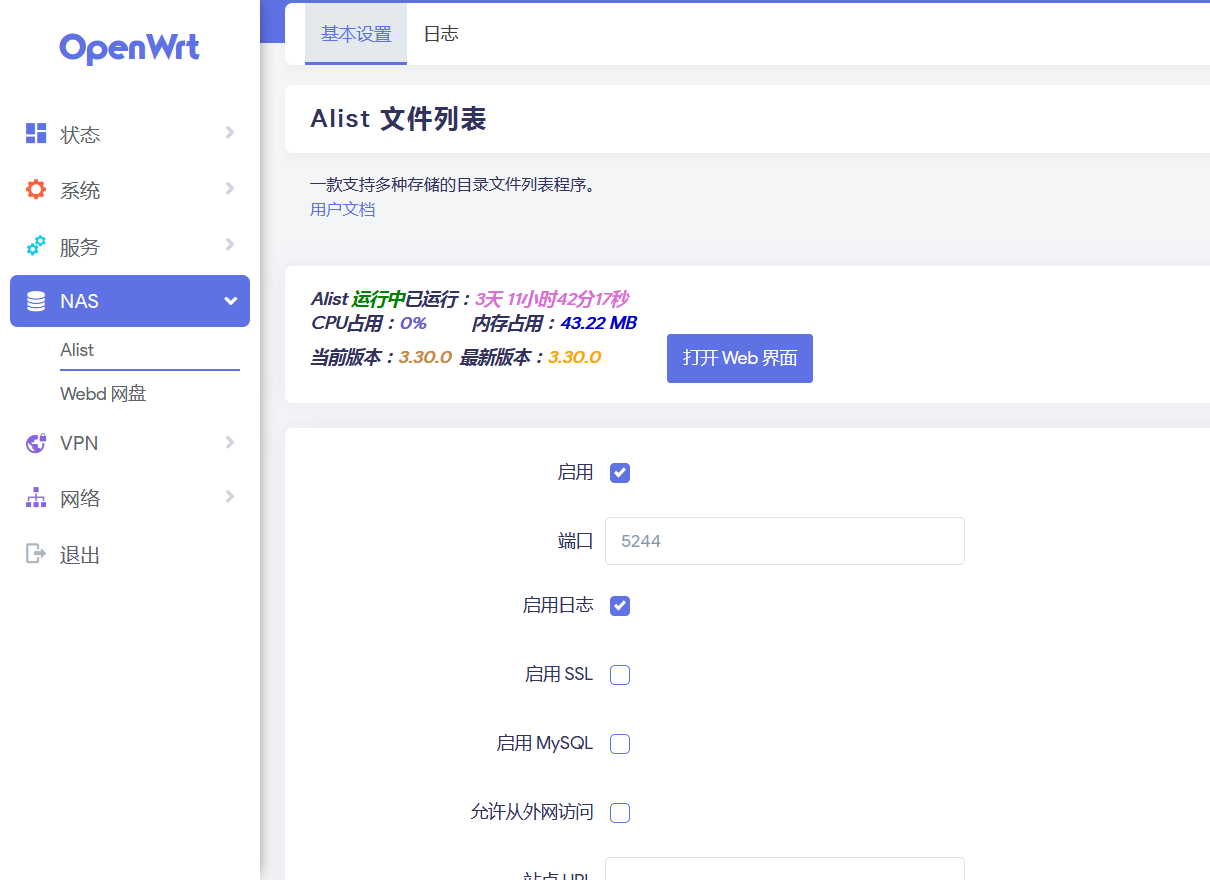 OpenWrt
状态
系统
服务
NAS
Alist
Webd 网盘
VPN
网络
退出
基本设置 日志
Alist 文件列表
一款支持多种存储的目录文件列表程序。
用户文档
Alist 运行中已运行：3天 11小时42分17秒
CPU占用：0% 内存占用：43.22 MB
当前版本：3.30.0 最新版本：3.30.0 打开 Web 界面
启用
端口 5244
启用日志
启用 SSL
启用 MySQL
允许从外网访问
站点 URL